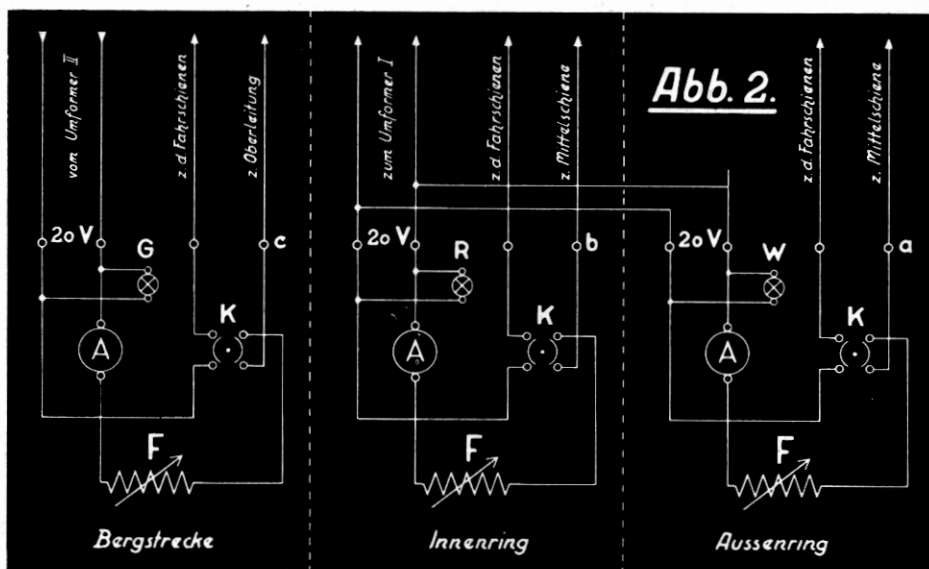 Abb. 2.
vom Umformer II
z. d. Fahrschienen
z. Oberleitung
20 V
G
c
K
A
F
Bergstrecke
zum Umformer I
z. d. Fahrschienen
z. Mittelschiene
20 V
R
b
K
A
F
Innenring
z. d. Fahrschienen
z. Mittelschiene
20 V
W
a
K
A
F
Aussenring